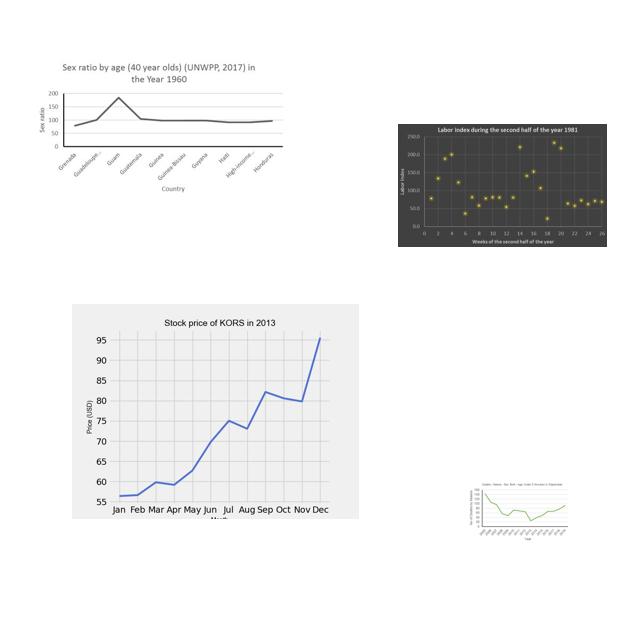 Sex ratio by age (40 year olds) (UNWPP, 2017) in
the Year 1960
200
150
100
50
0
Sex ratio
Grenada
Guadeloupe...
Guam
Guatemala
Guinea
Guinea-Bissau
Guyana
Haiti
High-income...
Honduras
Country
Labor Index during the second half of the year 1981
250.0
200.0
150.0
100.0
50.0
0.0
Labor Index
0 2 4 6 8 10 12 14 16 18 20 22 24 26
Weeks of the second half of the year
Stock price of KORS in 2013
95
90
85
80
75
70
65
60
55
Price (USD)
Jan Feb Mar Apr May Jun Jul Aug Sep Oct Nov Dec
Year